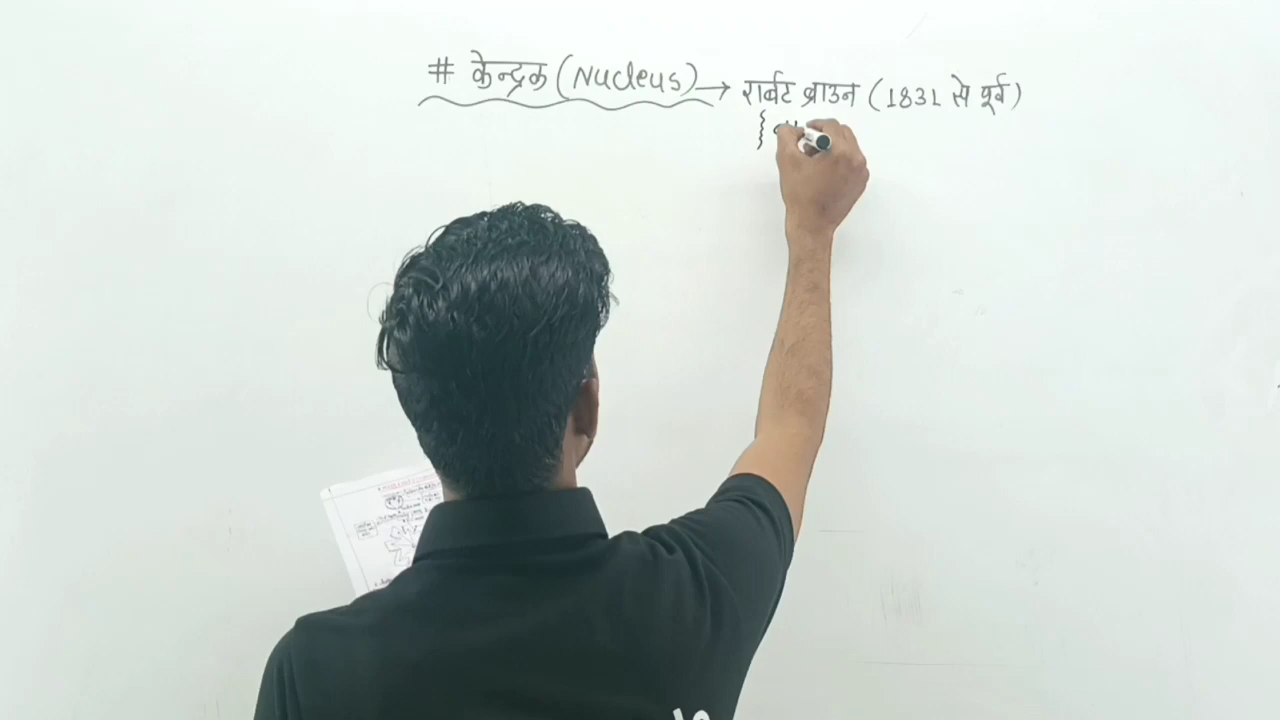 # केन्द्रक (Nucleus) → रार्बट ब्राउन (1831 से पूर्व)